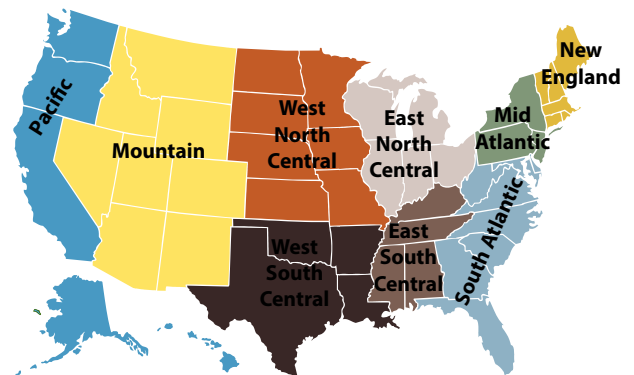 Pacific
Mountain
West
North
Central
West
South
Central
East
North
Central
East
South
Central
South Atlantic
Mid
Atlantic
New
England